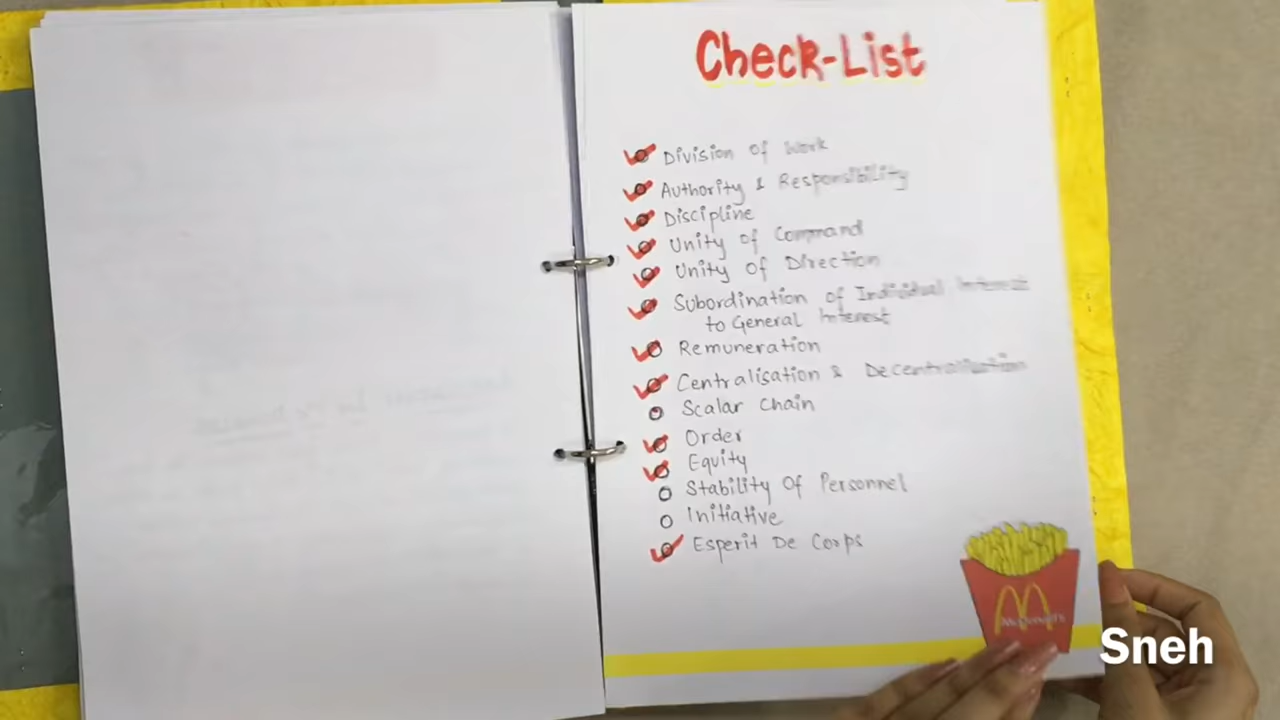 Check-List
Division of Work
Authority & Responsibility
Discipline
Unity of Command
Unity of Direction
Subordination of Individual Interest
to General Interest
Remuneration
Centralisation & Decentralisation
Scalar Chain
Order
Equity
Stability Of Personnel
Initiative
Esperit De Corps
McDonald's
Sneh